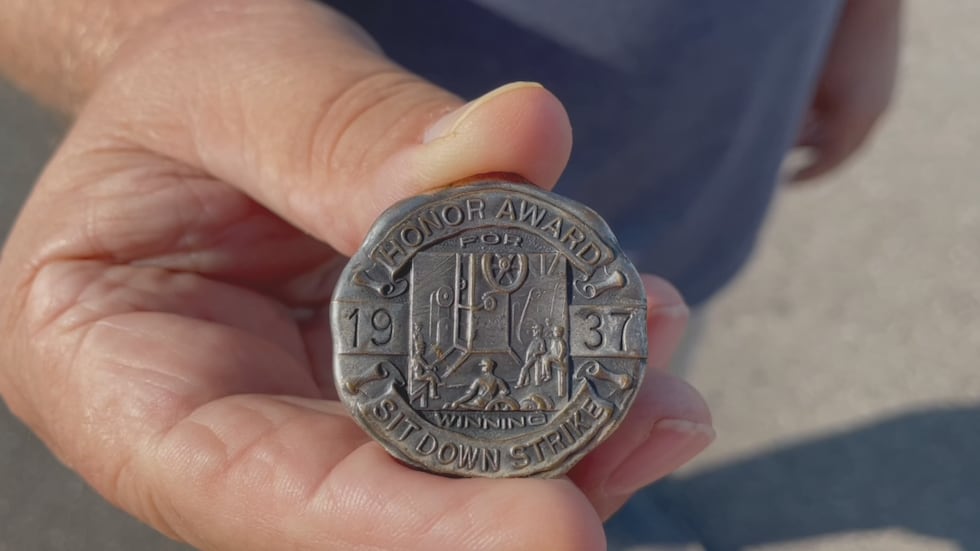 HONOR AWARD
FOR
19 37
WINNING
SIT DOWN STRIKE